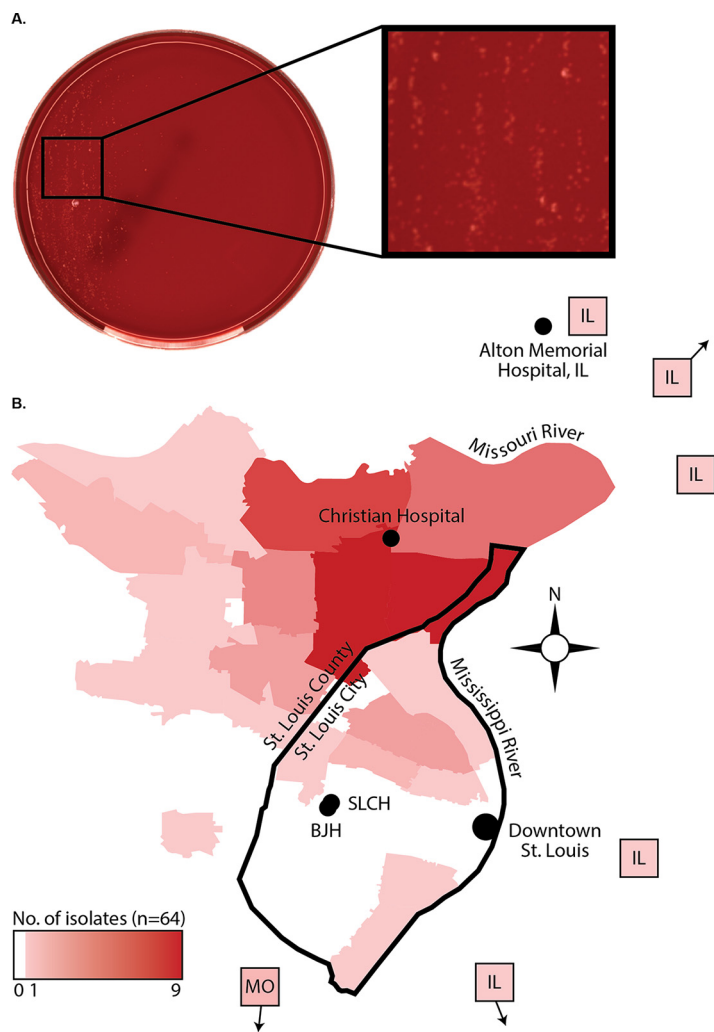 A.
IL
Alton Memorial
Hospital, IL
IL
B.
Missouri River
IL
Christian Hospital
N
St. Louis County
St. Louis City
Mississippi River
SLCH
BJH
Downtown
St. Louis
IL
No. of isolates (n=64)
0 1 9
MO
IL